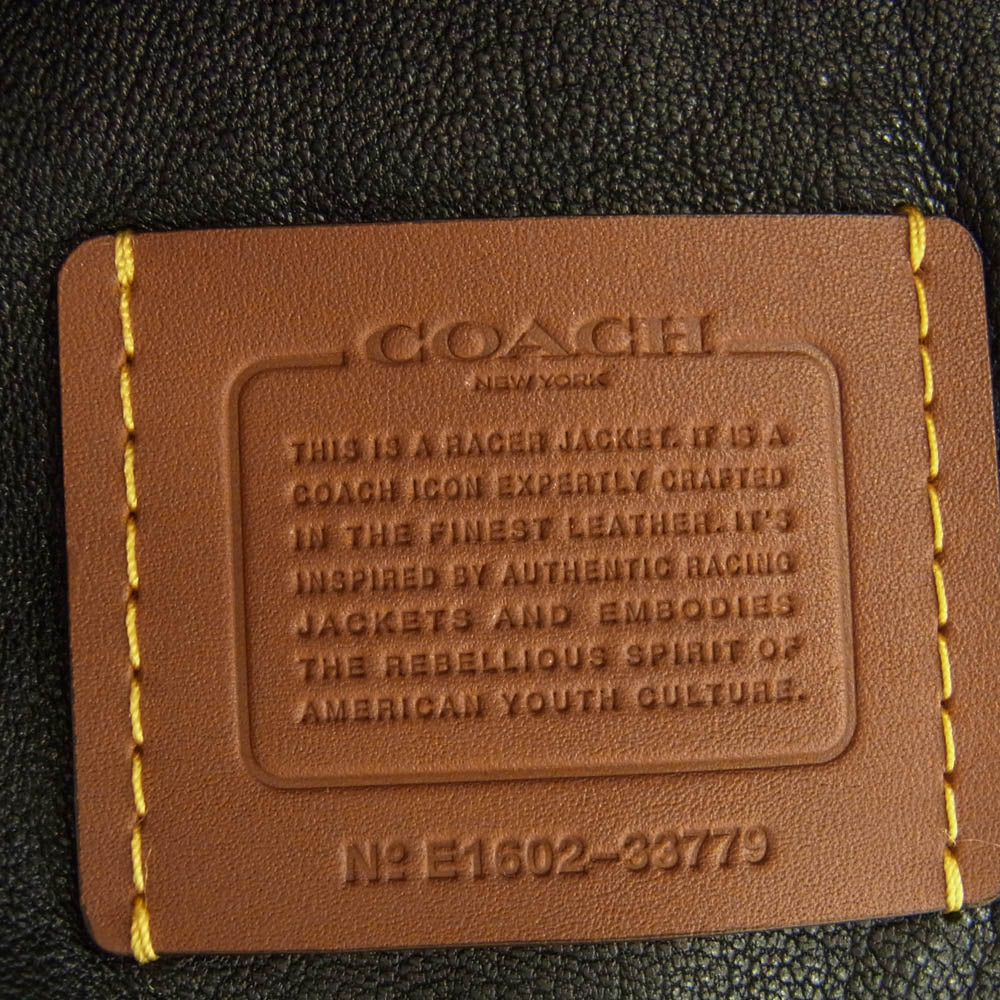 COACH
NEW YORK
THIS IS A RACER JACKET. IT IS A
COACH ICON EXPERTLY CRAFTED
IN THE FINEST LEATHER. IT'S
INSPIRED BY AUTHENTIC RACING
JACKETS AND EMBODIES
THE REBELLIOUS SPIRIT OF
AMERICAN YOUTH CULTURE.
Nº E1602-33779